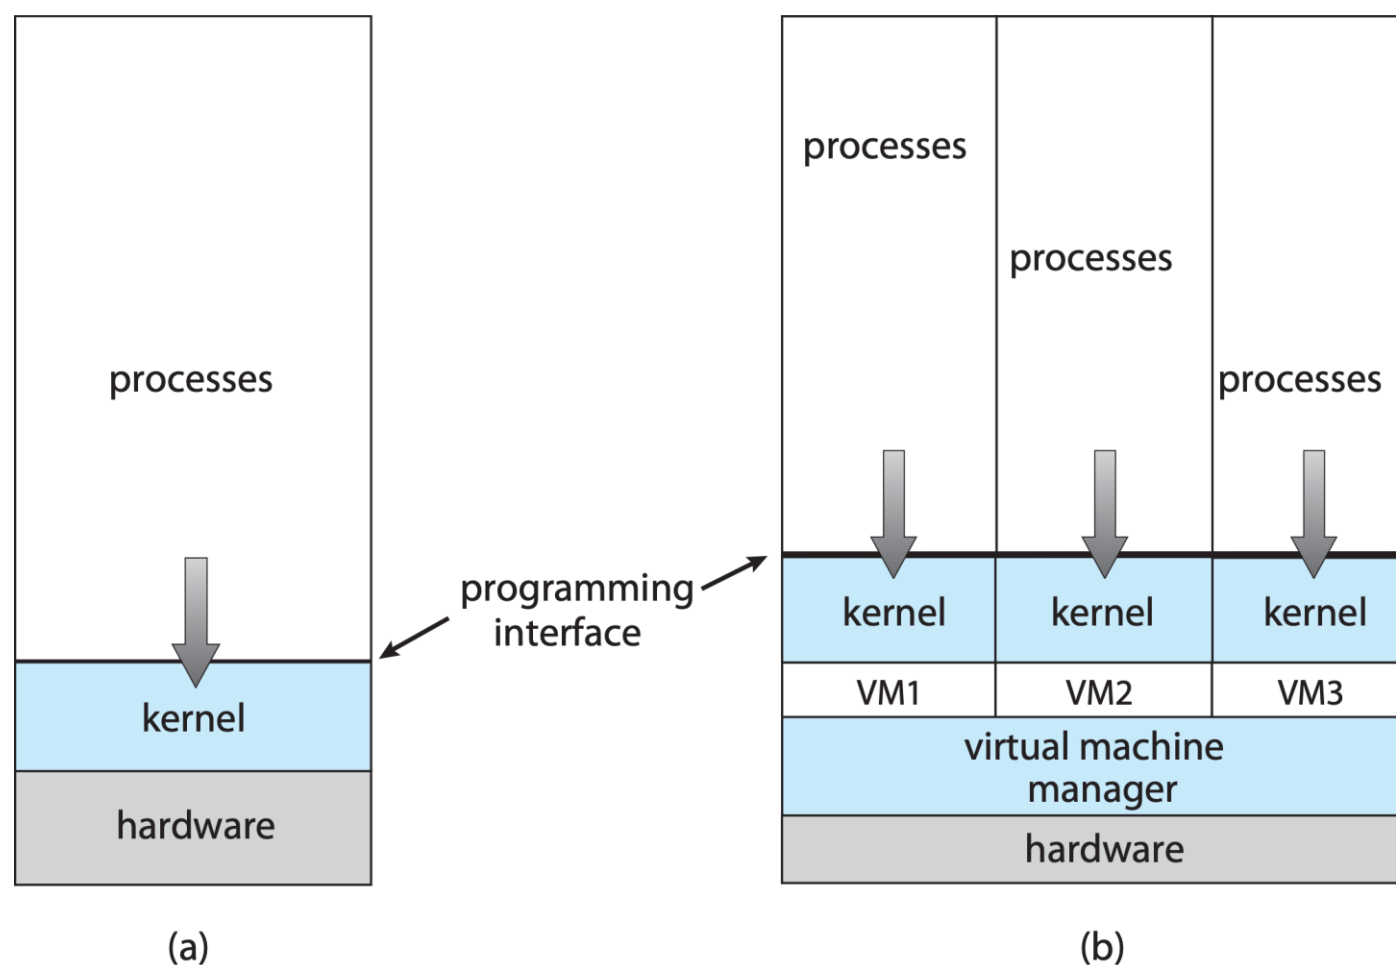 processes
kernel
hardware
(a)
programming
interface
processes
processes
processes
kernel
kernel
kernel
VM1
VM2
VM3
virtual machine
manager
hardware
(b)